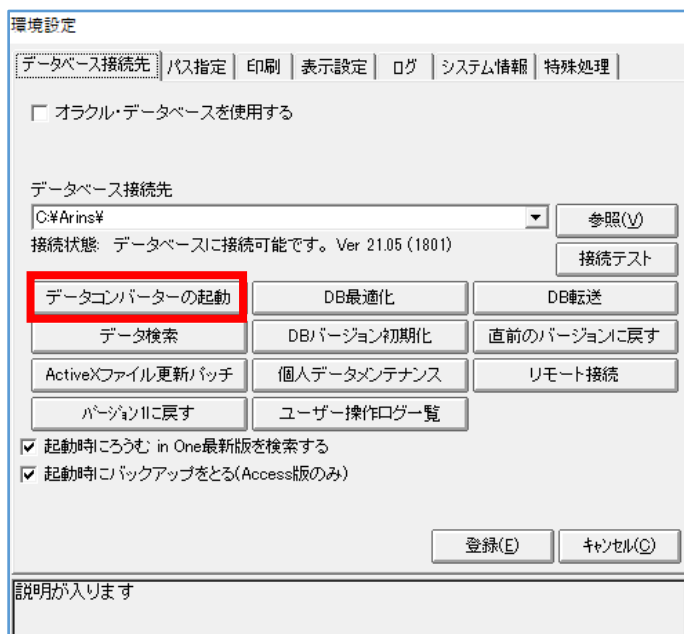 環境設定
データベース接続先 パス指定 印刷 表示設定 ログ システム情報 特殊処理
オラクル・データベースを使用する
データベース接続先
C:¥Arins¥ 参照(V)
接続状態: データベースに接続可能です。Ver 21.05 (1801)
接続テスト
データコンバーターの起動 DB最適化 DB転送
データ検索 DBバージョン初期化 直前のバージョンに戻す
ActiveXファイル更新パッチ 個人データメンテナンス リモート接続
バージョン11に戻す ユーザー操作ログ一覧
起動時にろうむ in One最新版を検索する
起動時にバックアップをとる(Access版のみ)
登録(E) キャンセル(C)
説明が入ります